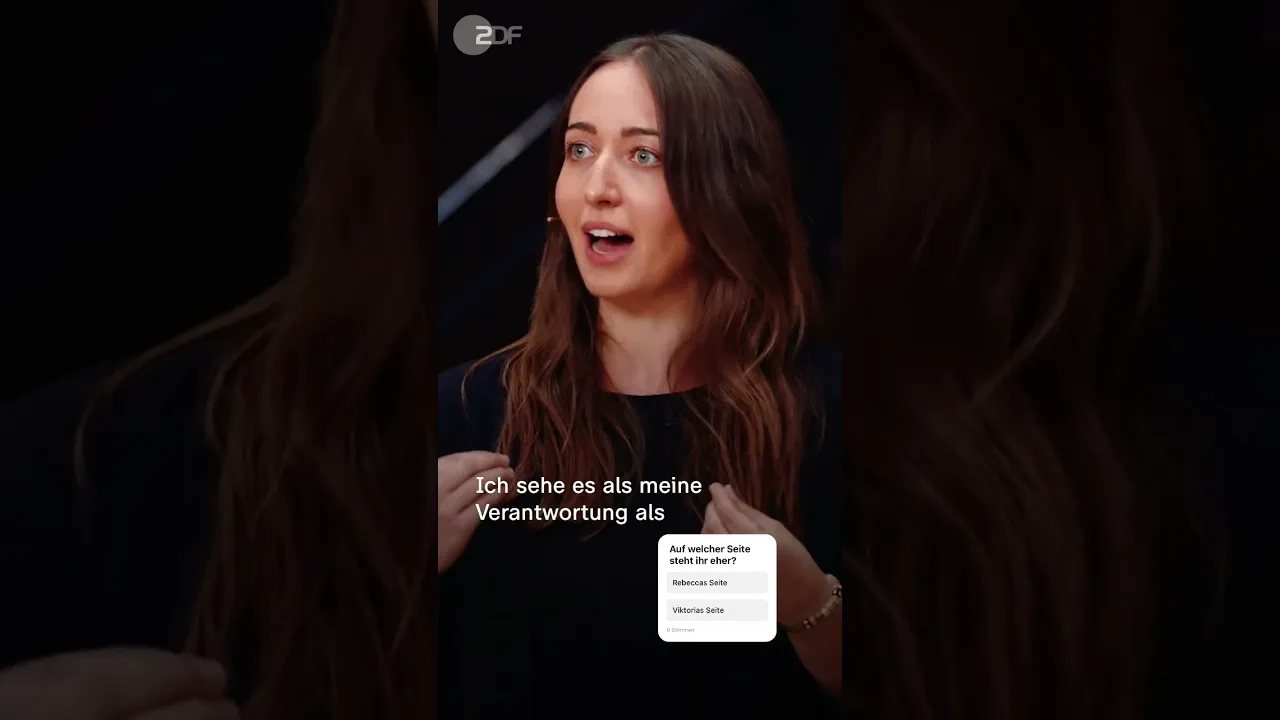 ZDF
Ich sehe es als meine
Verantwortung als
Auf welcher Seite
steht ihr eher?
Rebeccas Seite
Viktorias Seite
0 Stimmen